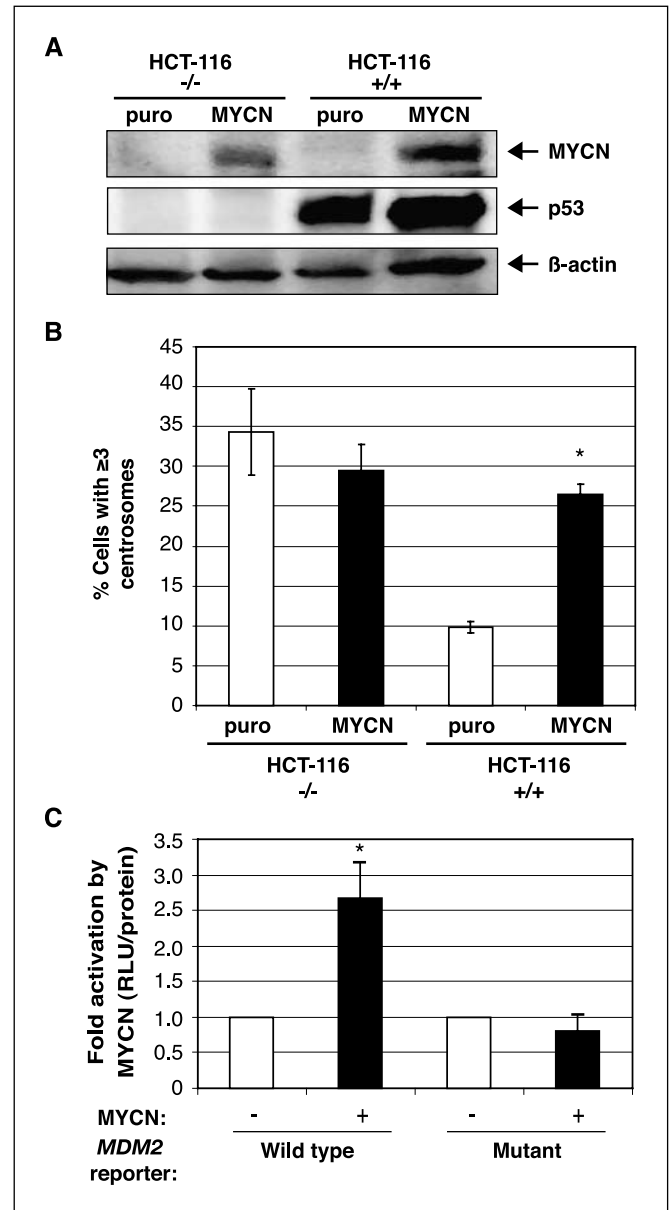 A
HCT-116 HCT-116
-/- +/+
puro MYCN puro MYCN
MYCN
p53
ß-actin
B
% Cells with ≥3
centrosomes
45
40
35
30
25
20
15
10
5
0
*
puro MYCN puro MYCN
HCT-116 HCT-116
-/- +/+
C
Fold activation by
MYCN (RLU/protein)
3.5
3.0
2.5
2.0
1.5
1.0
0.5
0
*
MYCN: - + - +
MDM2 Wild type Mutant
reporter: